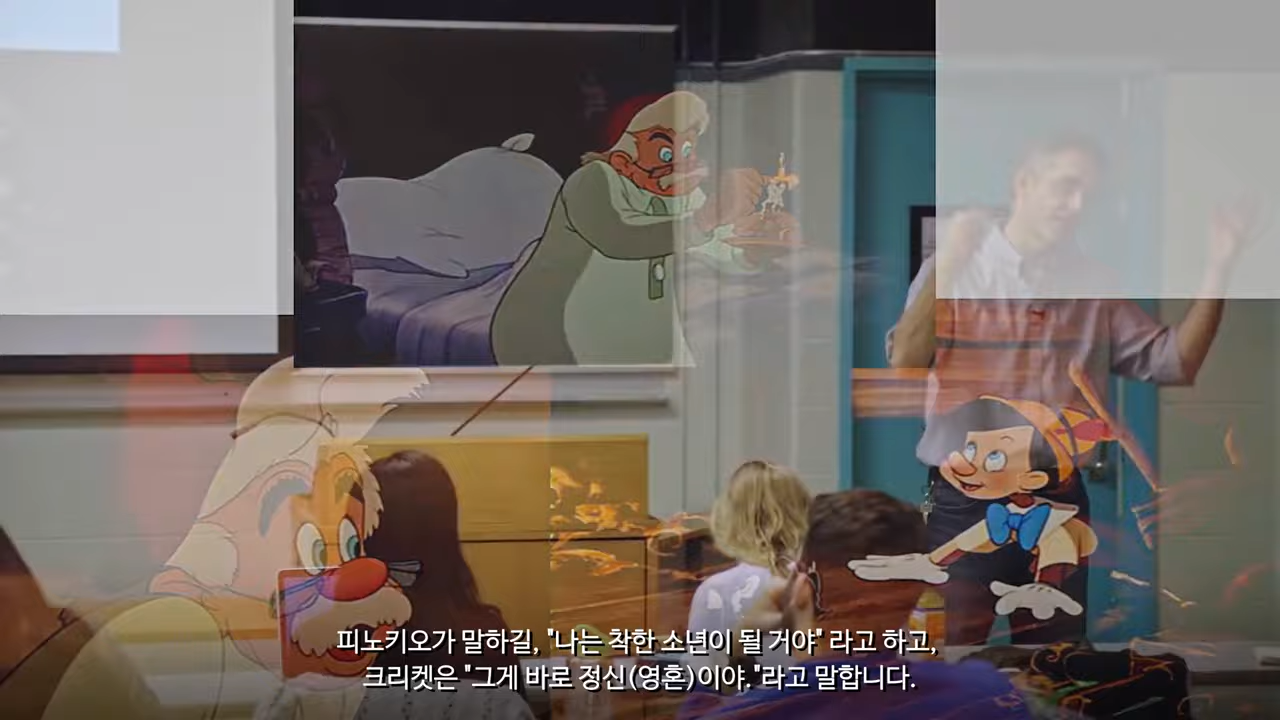 피노키오가 말하길, "나는 착한 소년이 될 거야" 라고 하고,
크리켓은 "그게 바로 정신(영혼)이야."라고 말합니다.